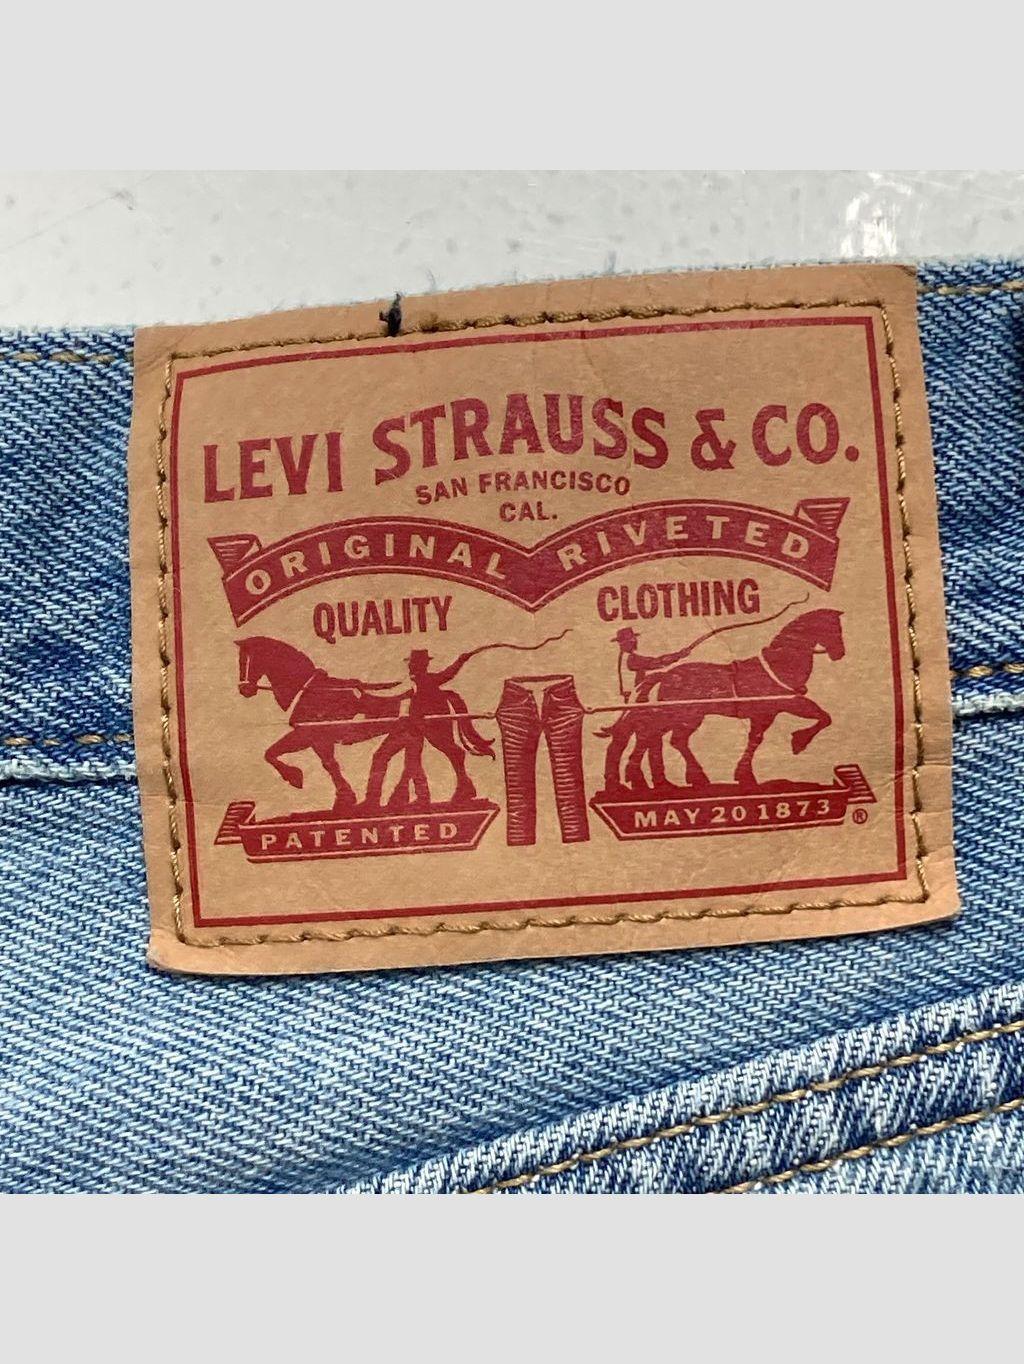 LEVI STRAUSS & CO.
SAN FRANCISCO
CAL.
ORIGINAL RIVETED
QUALITY CLOTHING
PATENTED MAY 20 1873 ®